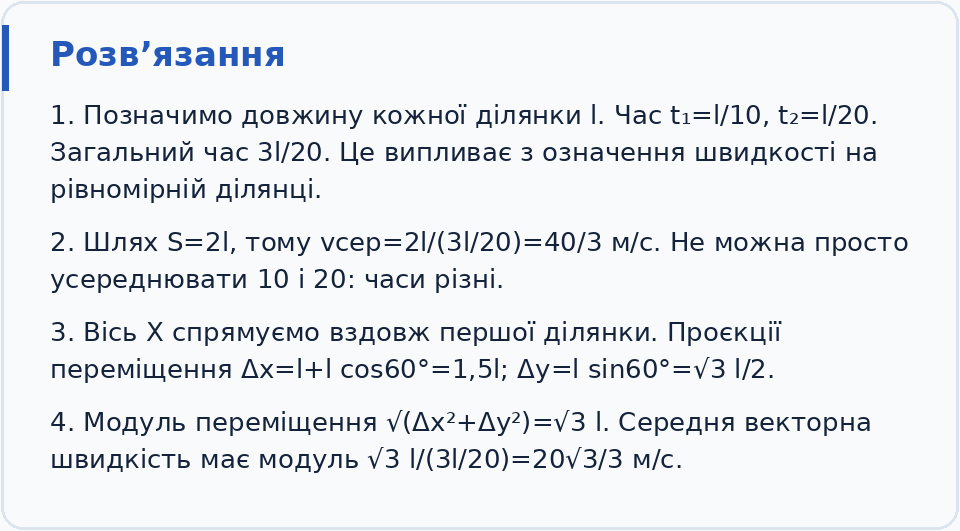 Розв’язання
1. Позначимо довжину кожної ділянки l. Час t₁=l/10, t₂=l/20.
Загальний час 3l/20. Це випливає з означення швидкості на
рівномірній ділянці.
2. Шлях S=2l, тому vсер=2l/(3l/20)=40/3 м/с. Не можна просто
усереднювати 10 і 20: часи різні.
3. Вісь X спрямуємо вздовж першої ділянки. Проєкції
переміщення Δx=l+l cos60°=1,5l; Δy=l sin60°=√3 l/2.
4. Модуль переміщення √(Δx²+Δy²)=√3 l. Середня векторна
швидкість має модуль √3 l/(3l/20)=20√3/3 м/с.